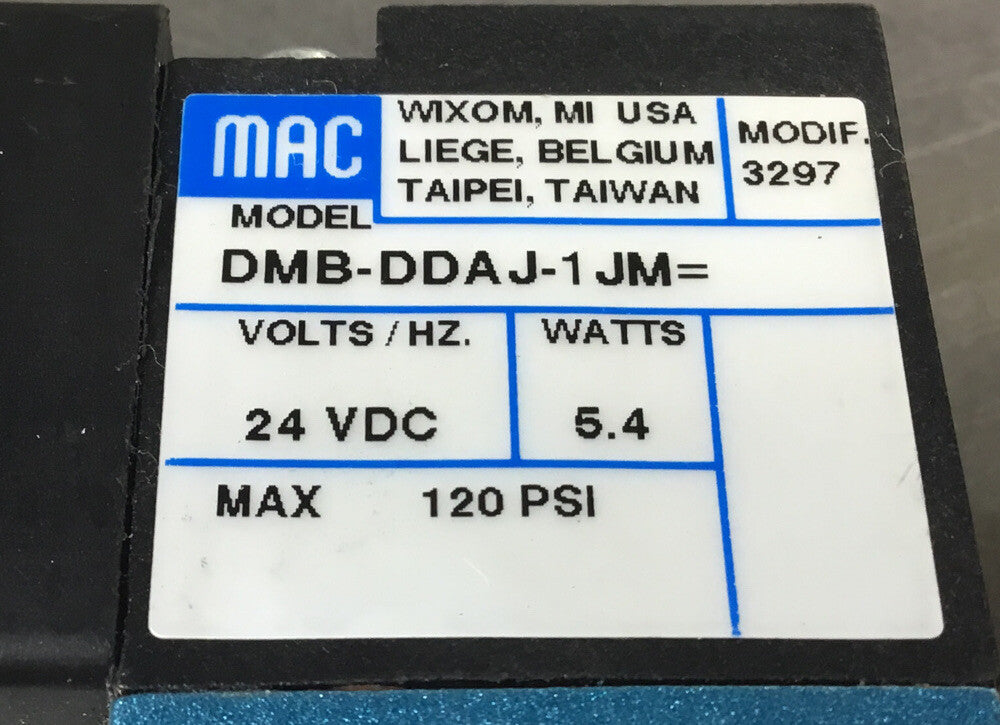 MAC
WIXOM, MI USA
LIEGE, BELGIUM
TAIPEI, TAIWAN
MODIF.
3297
MODEL
DMB-DDAJ-1JM=
VOLTS / HZ.
24 VDC
WATTS
5.4
MAX 120 PSI